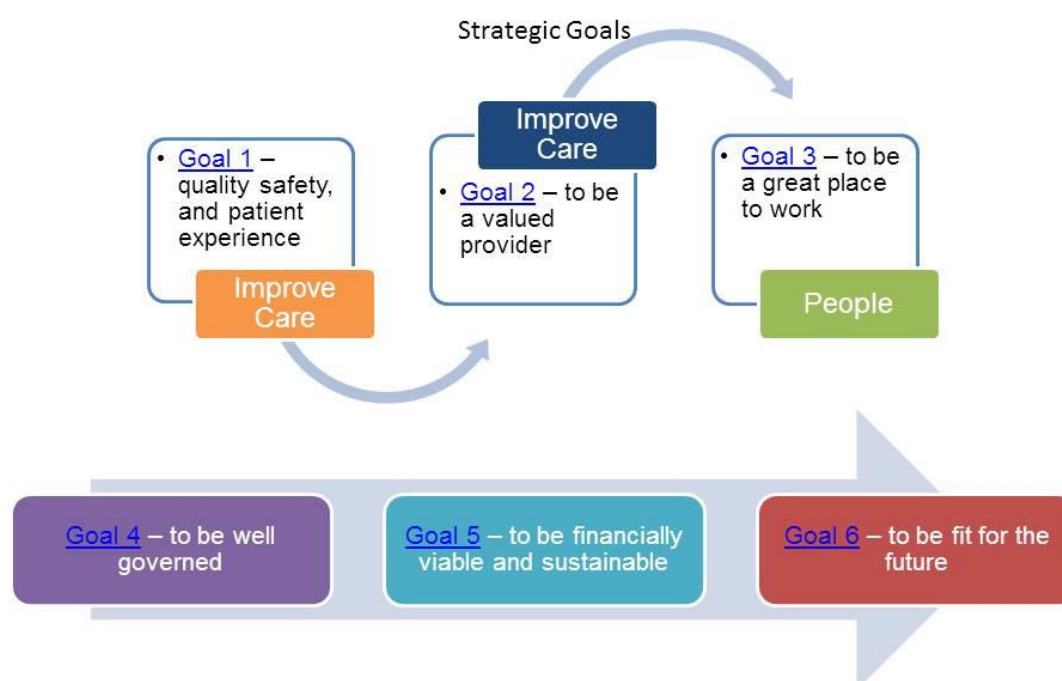 Strategic Goals
• Goal 1 –
quality safety,
and patient
experience
Improve
Care
Improve
Care
• Goal 2 – to be
a valued
provider
• Goal 3 – to be
a great place
to work
People
Goal 4 – to be well
governed
Goal 5 – to be financially
viable and sustainable
Goal 6 – to be fit for the
future